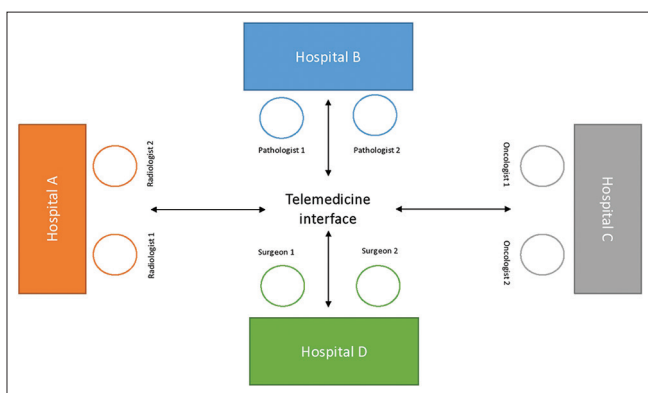 Hospital B
Pathologist 1
Pathologist 2
Hospital A
Radiologist 2
Radiologist 1
Telemedicine
interface
Oncologist 1
Oncologist 2
Hospital C
Surgeon 1
Surgeon 2
Hospital D